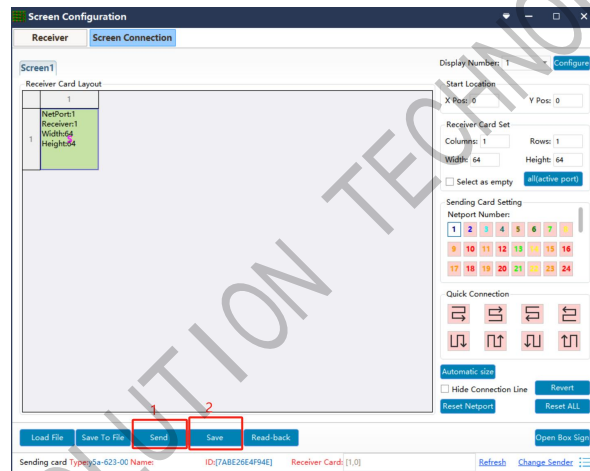 Screen Configuration
Receiver Screen Connection
Screen1
Receiver Card Layout
1
1
NetPort:1
Receiver:1
Width:64
Height:64
Display Number: 1 Configure
Start Location
X Pos: 0 Y Pos: 0
Receiver Card Set
Columns: 1 Rows: 1
Width: 64 Height: 64
Select as empty all(active port)
Sending Card Setting
Netport Number:
1 2 3 4 5 6 7 8
9 10 11 12 13 14 15 16
17 18 19 20 21 22 23 24
Quick Connection
Automatic size
Hide Connection Line Revert
Reset Netport Reset ALL
1 2
Load File Save To File Send Save Read-back Open Box Sign
Sending card Type:y5a-623-00 Name: ID:[7ABE26E4F94E] Receiver Card: [1,0] Refresh Change Sender
LUTION TECHN